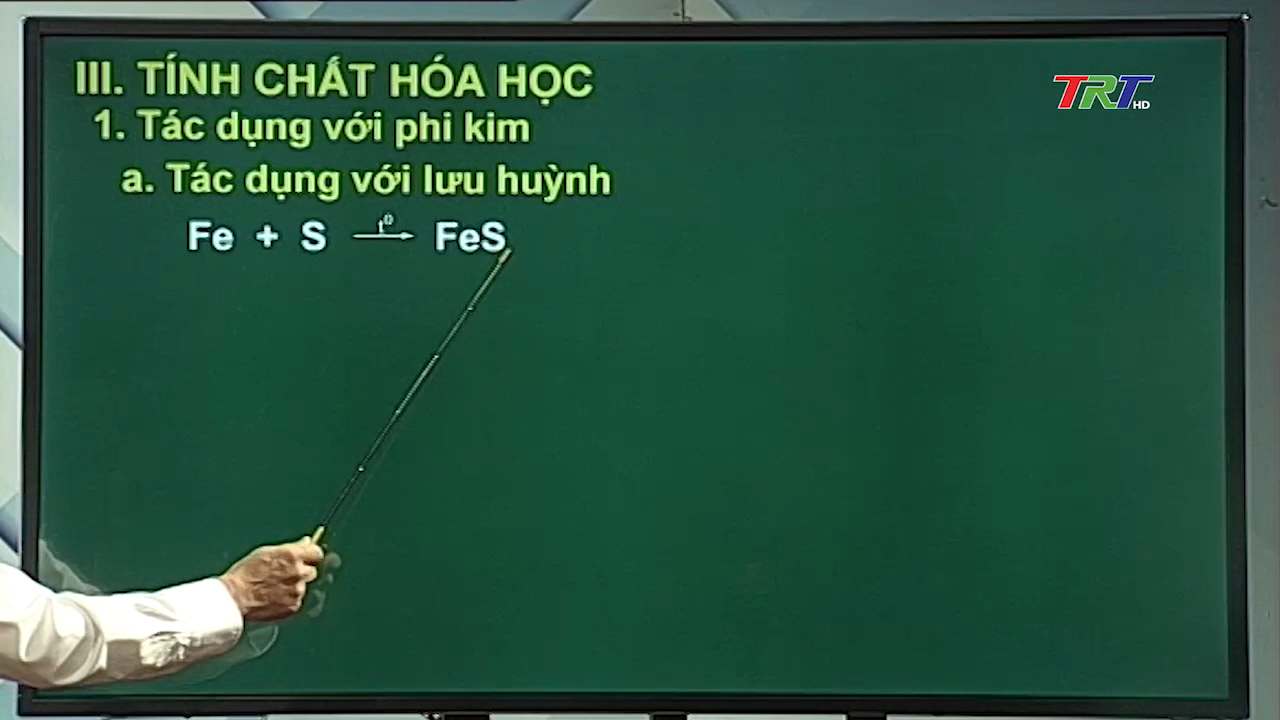 III. TÍNH CHẤT HÓA HỌC
TRT HD
1. Tác dụng với phi kim
a. Tác dụng với lưu huỳnh
Fe + S t⁰ → FeS